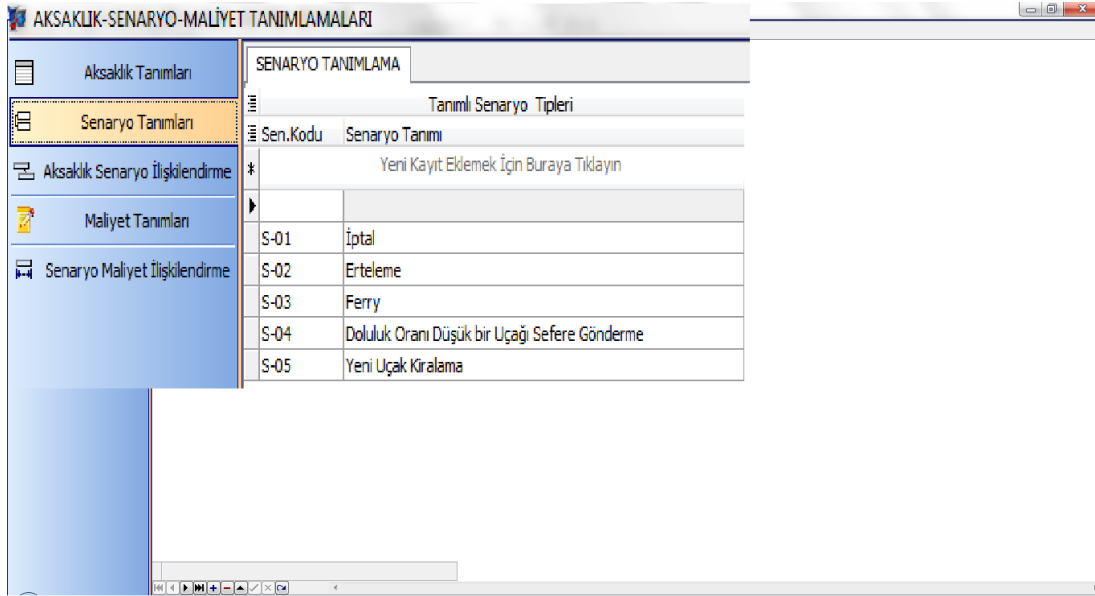 AKSAKLIK-SENARYO-MALİYET TANIMLAMALARI
Aksaklık Tanımları
Senaryo Tanımları
Aksaklık Senaryo İlişkilendirme
Maliyet Tanımları
Senaryo Maliyet İlişkilendirme
SENARYO TANIMLAMA
Tanımlı Senaryo Tipleri
Sen.Kodu Senaryo Tanımı
Yeni Kayıt Eklemek İçin Buraya Tıklayın
S-01 İptal
S-02 Erteleme
S-03 Ferry
S-04 Doluluk Oranı Düşük bir Uçağı Sefere Gönderme
S-05 Yeni Uçak Kiralama